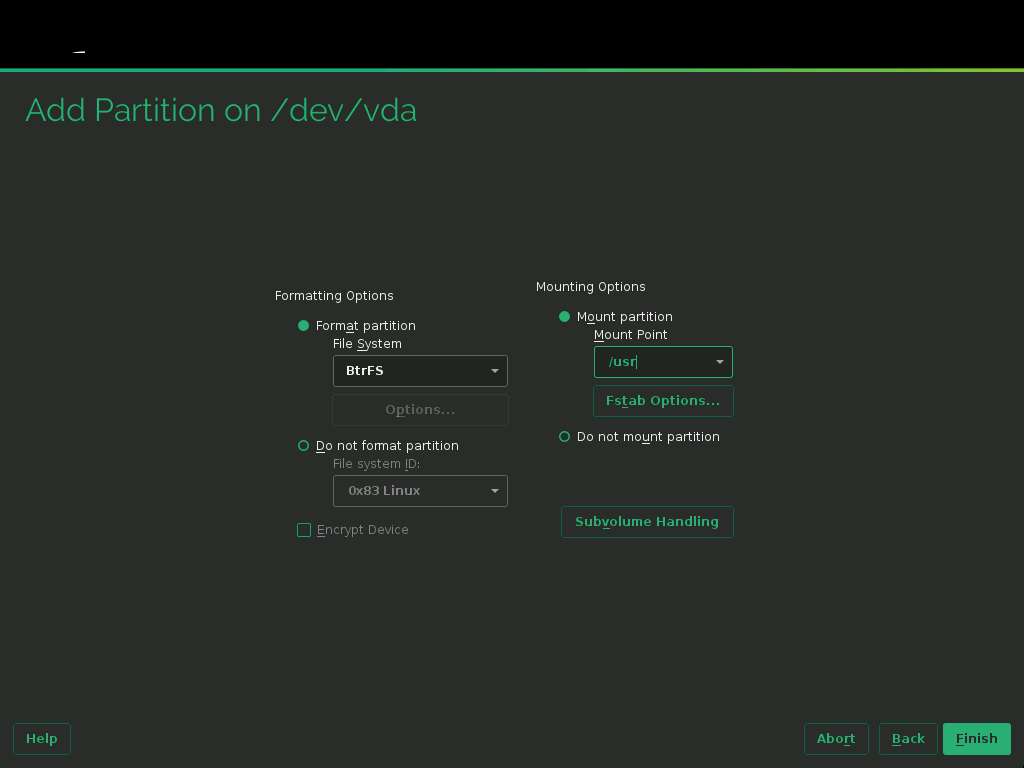 Add Partition on /dev/vda
Formatting Options
Format partition
File System
BtrFS
Options...
Do not format partition
File system ID:
0x83 Linux
Encrypt Device
Mounting Options
Mount partition
Mount Point
/usr
Fstab Options...
Do not mount partition
Subvolume Handling
Help
Abort
Back
Finish